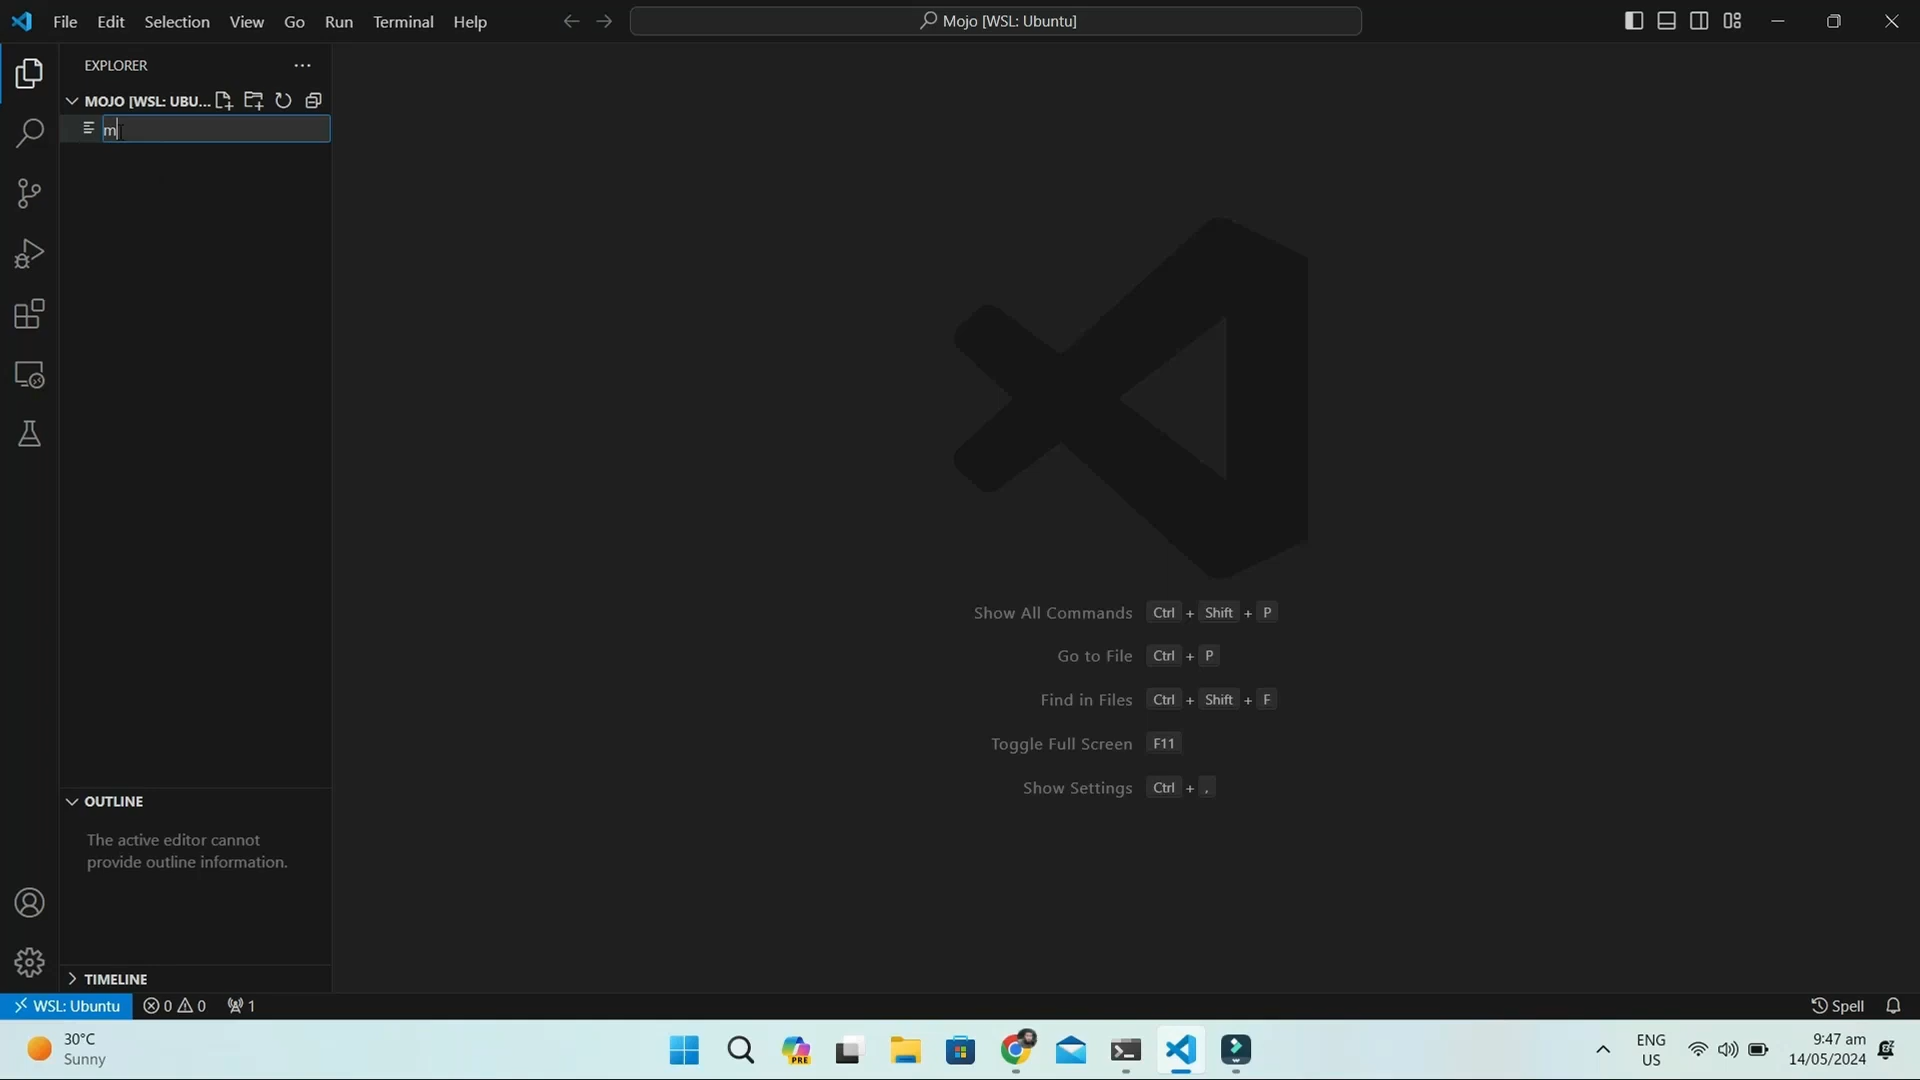 File Edit Selection View Go Run Terminal Help
Mojo [WSL: Ubuntu]
EXPLORER
MOJO [WSL: UBU...
m
Show All Commands Ctrl + Shift + P
Go to File Ctrl + P
Find in Files Ctrl + Shift + F
Toggle Full Screen F11
Show Settings Ctrl + ,
OUTLINE
The active editor cannot
provide outline information.
TIMELINE
WSL: Ubuntu 0 0 1
Spell
30°C
Sunny
PRE
ENG
US
9:47 am
14/05/2024